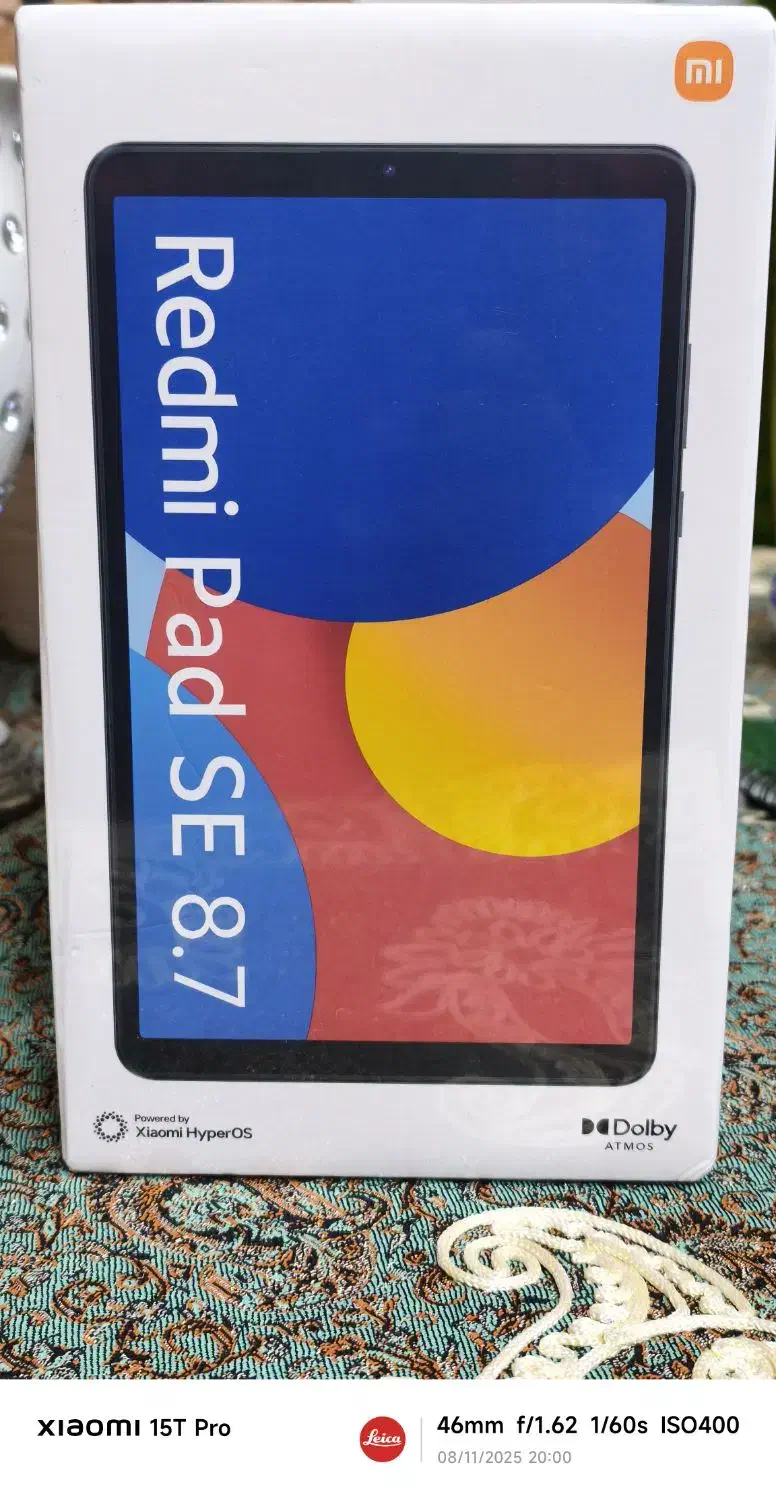 mi
Redmi Pad SE 8.7
Powered by
Xiaomi HyperOS
Dolby
ATMOS
xiaomi 15T Pro
Leica
46mm f/1.62 1/60s ISO400
08/11/2025 20:00